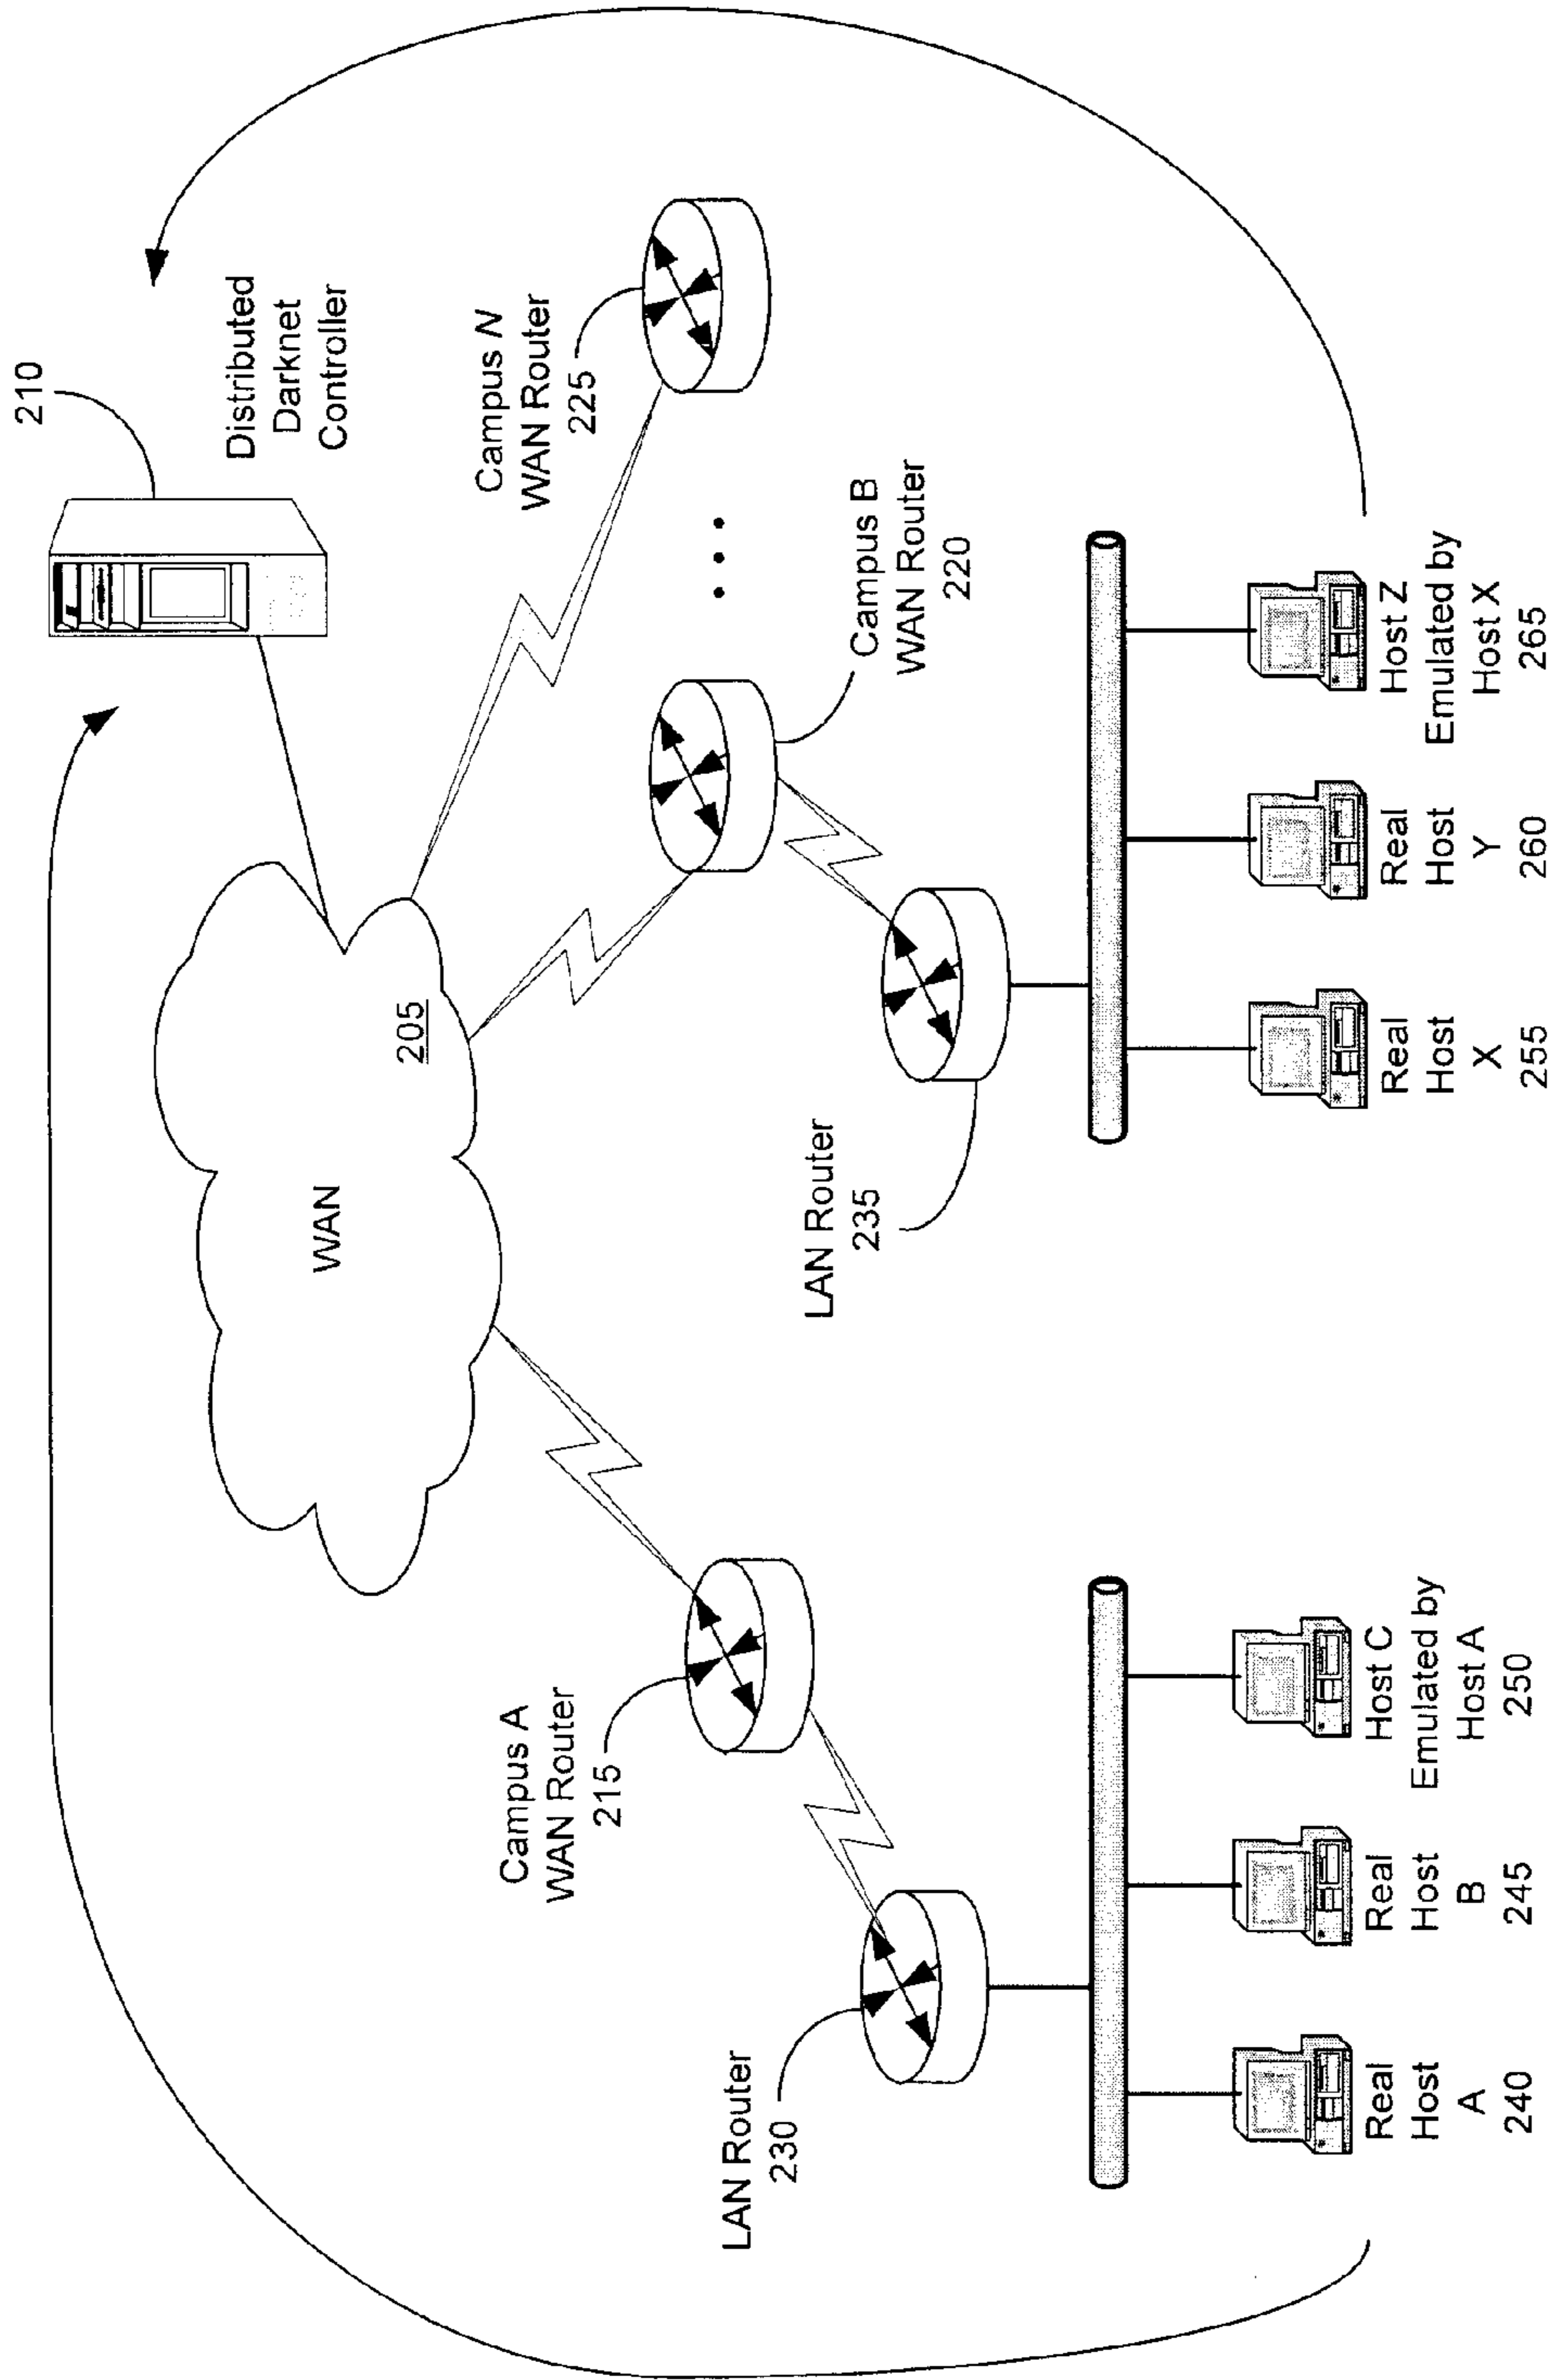 210
Distributed
Darknet
Controller
WAN
205
Campus A
WAN Router
215
Campus N
WAN Router
225
Campus B
WAN Router
220
LAN Router
230
LAN Router
235
Real
Host
A
240
Real
Host
B
245
Host C
Emulated by
Host A
250
Real
Host
X
255
Real
Host
Y
260
Host Z
Emulated by
Host X
265